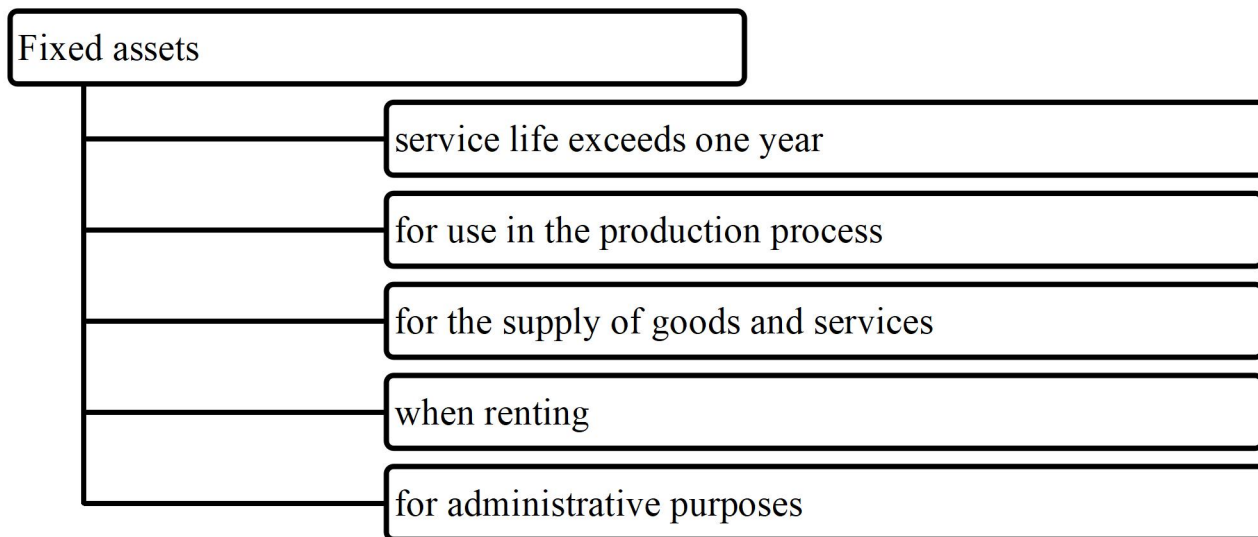 Fixed assets
service life exceeds one year
for use in the production process
for the supply of goods and services
when renting
for administrative purposes